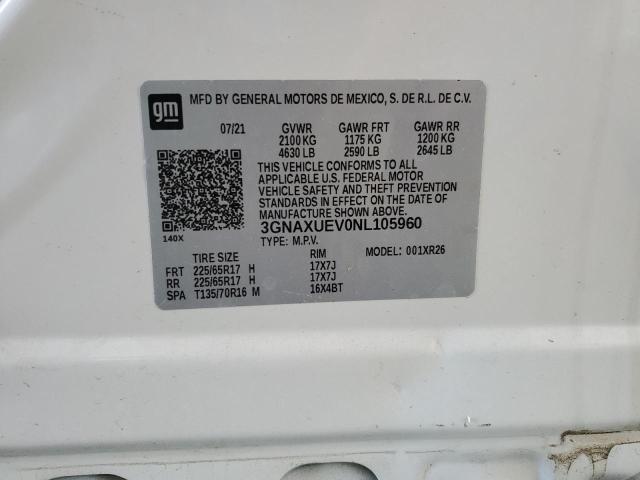 gm
MFD BY GENERAL MOTORS DE MEXICO, S. DE R.L. DE C.V.
07/21 GVWR GAWR FRT GAWR RR
2100 KG 1175 KG 1200 KG
4630 LB 2590 LB 2645 LB
THIS VEHICLE CONFORMS TO ALL
APPLICABLE U.S. FEDERAL MOTOR
VEHICLE SAFETY AND THEFT PREVENTION
STANDARDS IN EFFECT ON THE DATE OF
MANUFACTURE SHOWN ABOVE.
3GNAXUEV0NL105960
140X
TYPE: M.P.V. MODEL: 001XR26
TIRE SIZE RIM
FRT 225/65R17 H 17X7J
RR 225/65R17 H 17X7J
SPA T135/70R16 M 16X4BT